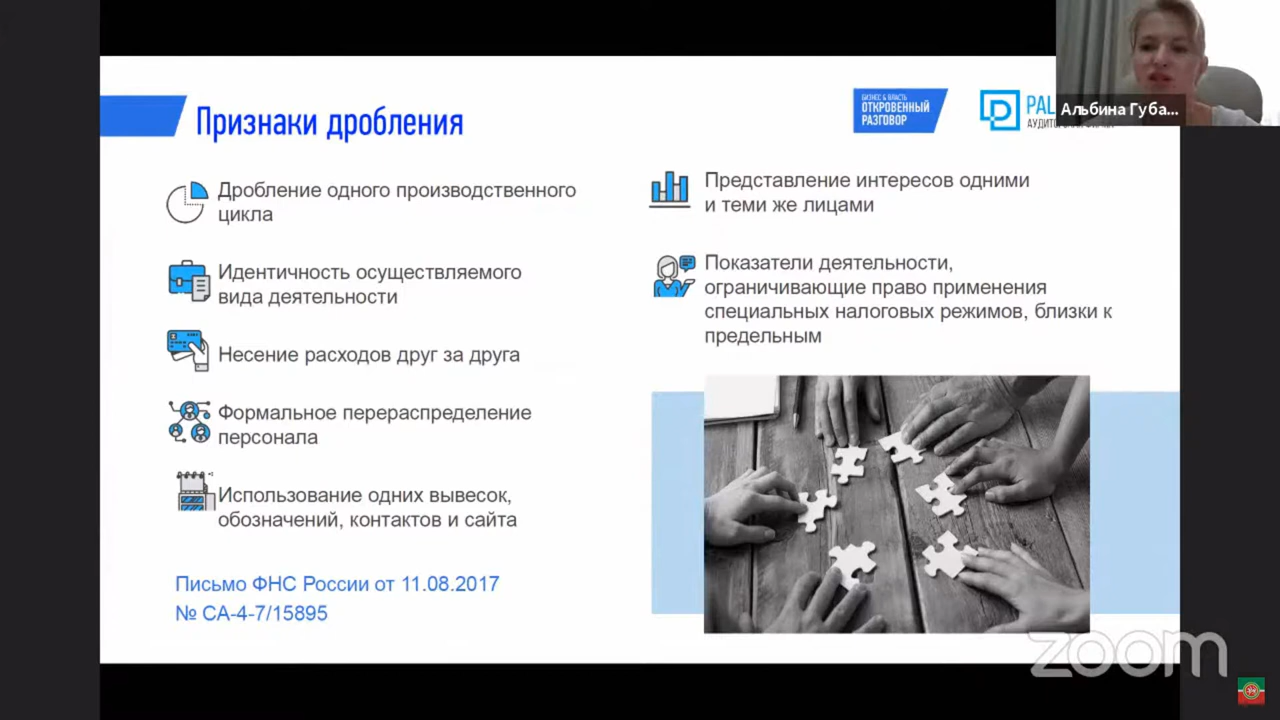 Признаки дробления
БИЗНЕС & ВЛАСТЬ
ОТКРОВЕННЫЙ
РАЗГОВОР
PAL
Альбина Губа...
Дробление одного производственного
цикла
Идентичность осуществляемого
вида деятельности
Несение расходов друг за друга
Формальное перераспределение
персонала
Использование одних вывесок,
обозначений, контактов и сайта
Письмо ФНС России от 11.08.2017
№ СА-4-7/15895
Представление интересов одними
и теми же лицами
Показатели деятельности,
ограничивающие право применения
специальных налоговых режимов, близки к
предельным
zoom